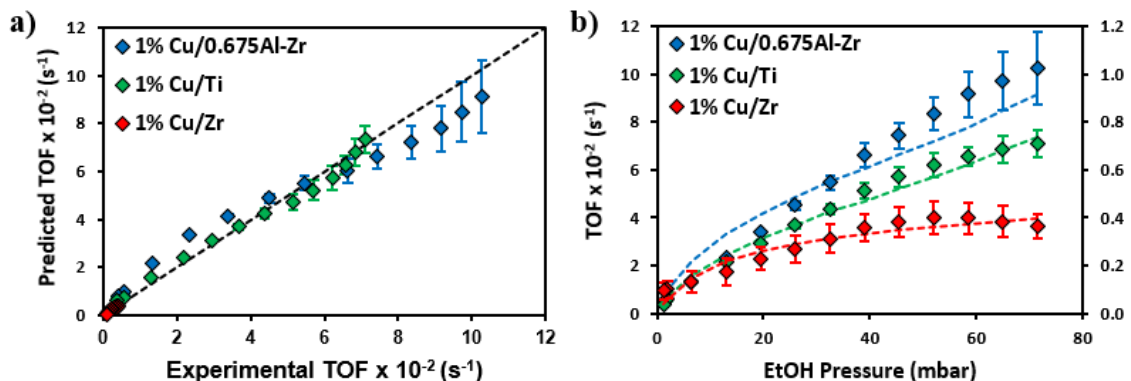 a)
Predicted TOF x 10⁻² (s⁻¹)
12
10
8
6
4
2
0
1% Cu/0.675Al-Zr
1% Cu/Ti
1% Cu/Zr
0
2
4
6
8
10
12
Experimental TOF x 10⁻² (s⁻¹)
b)
TOF x 10⁻² (s⁻¹)
12
10
8
6
4
2
0
1% Cu/0.675Al-Zr
1% Cu/Ti
1% Cu/Zr
1.2
1.0
0.8
0.6
0.4
0.2
0.0
0
20
40
60
80
EtOH Pressure (mbar)